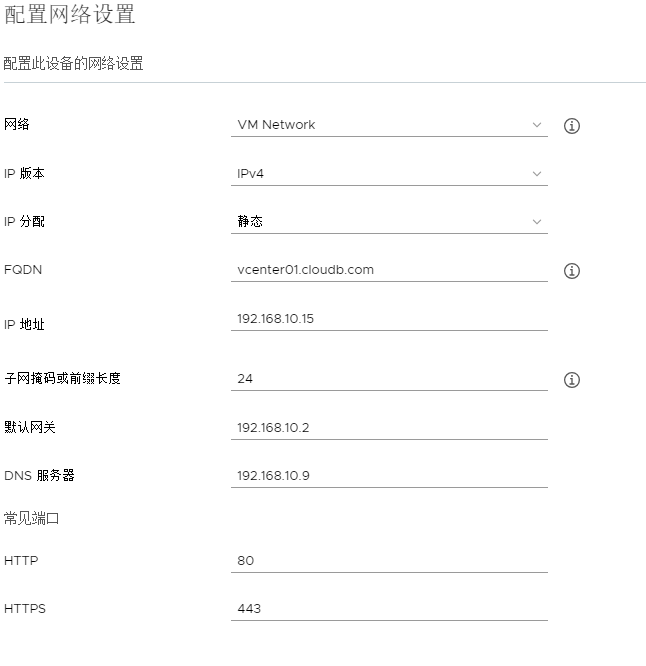 配置网络设置
配置此设备的网络设置
网络 VM Network
IP 版本 IPv4
IP 分配 静态
FQDN vcenter01.cloudb.com
IP 地址 192.168.10.15
子网掩码或前缀长度 24
默认网关 192.168.10.2
DNS 服务器 192.168.10.9
常见端口
HTTP 80
HTTPS 443